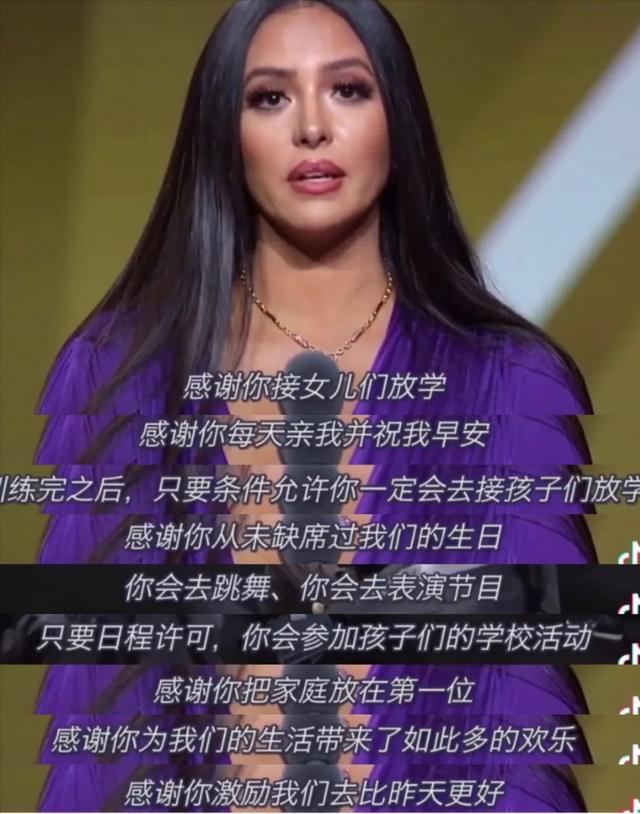 感谢你接女儿们放学
感谢你每天亲我并祝我早安
练完之后，只要条件允许你一定会去接孩子们放学
感谢你从未缺席过我们的生日
你会去跳舞、你会去表演节目
只要日程许可，你会参加孩子们的学校活动
感谢你把家庭放在第一位
感谢你为我们的生活带来了如此多的欢乐
感谢你激励我们去比昨天更好